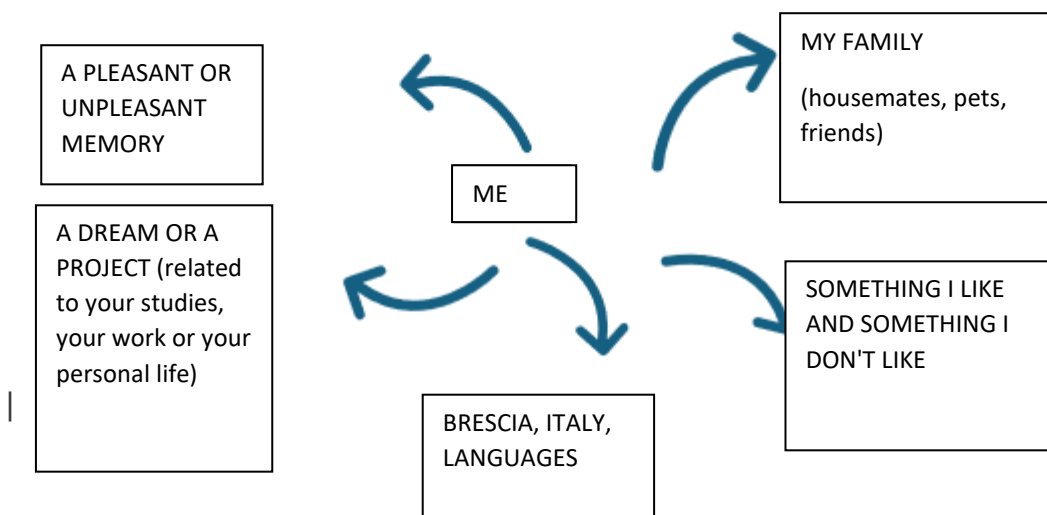 A PLEASANT OR
UNPLEASANT
MEMORY
MY FAMILY
(housemates, pets,
friends)
ME
A DREAM OR A
PROJECT (related
to your studies,
your work or your
personal life)
SOMETHING I LIKE
AND SOMETHING I
DON'T LIKE
BRESCIA, ITALY,
LANGUAGES